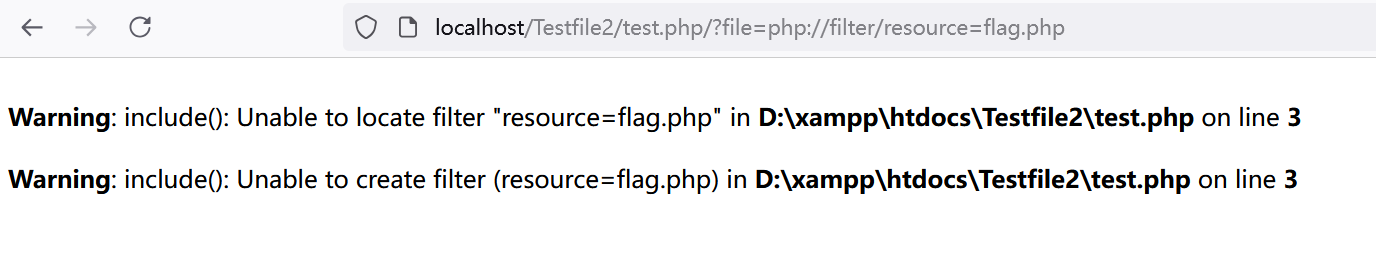 localhost/Testfile2/test.php/?file=php://filter/resource=flag.php
Warning: include(): Unable to locate filter "resource=flag.php" in D:\xampp\htdocs\Testfile2\test.php on line 3
Warning: include(): Unable to create filter (resource=flag.php) in D:\xampp\htdocs\Testfile2\test.php on line 3